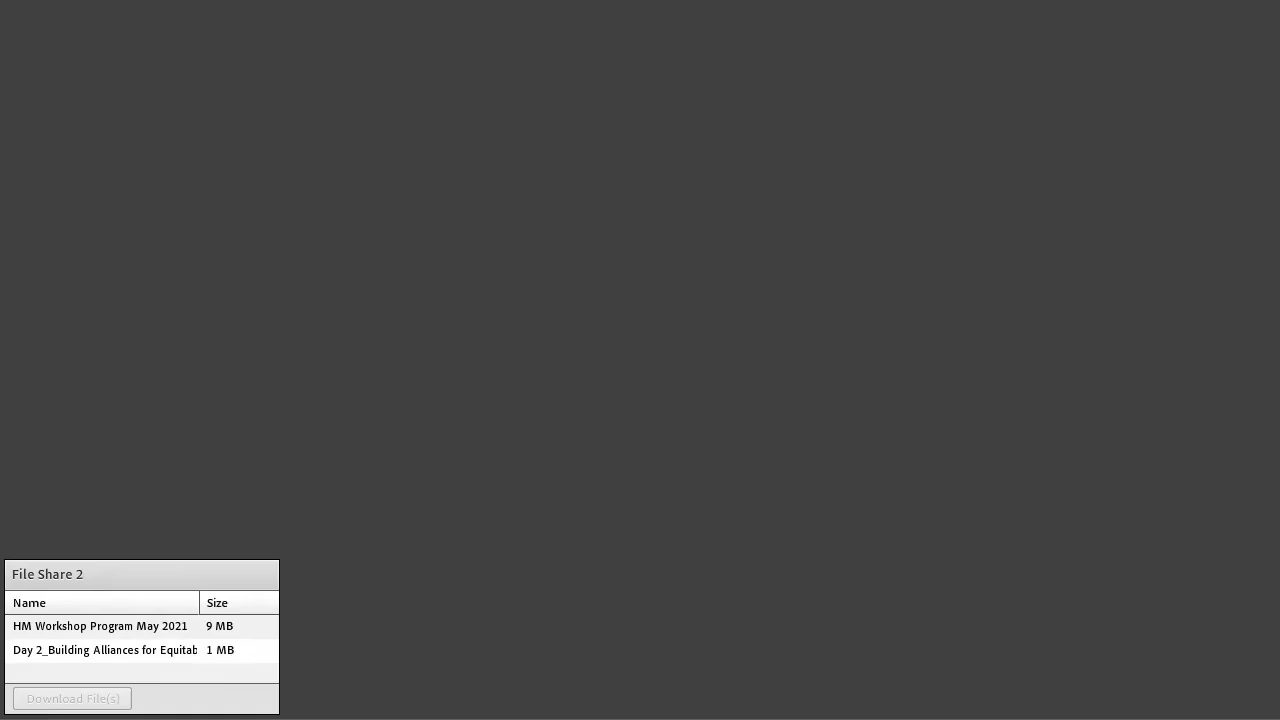 File Share 2
Name Size
HM Workshop Program May 2021 9 MB
Day 2_Building Alliances for Equitab 1 MB
Download File(s)